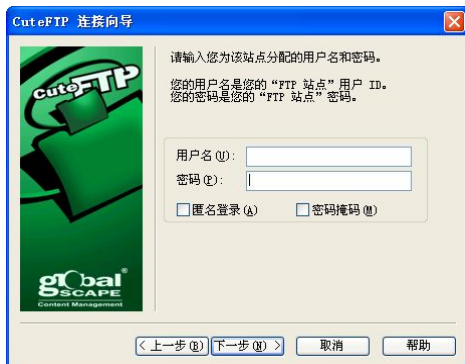 CuteFTP 连接向导
请输入您为该站点分配的用户名和密码。
您的用户名是您的“FTP 站点”用户 ID。
您的密码是您的“FTP 站点”密码。
CuteFTP
用户名(U):
密码(P):
匿名登录(A) 密码掩码(M)
globalSCAPE®
Content Management
<上一步(B) 下一步(N)> 取消 帮助